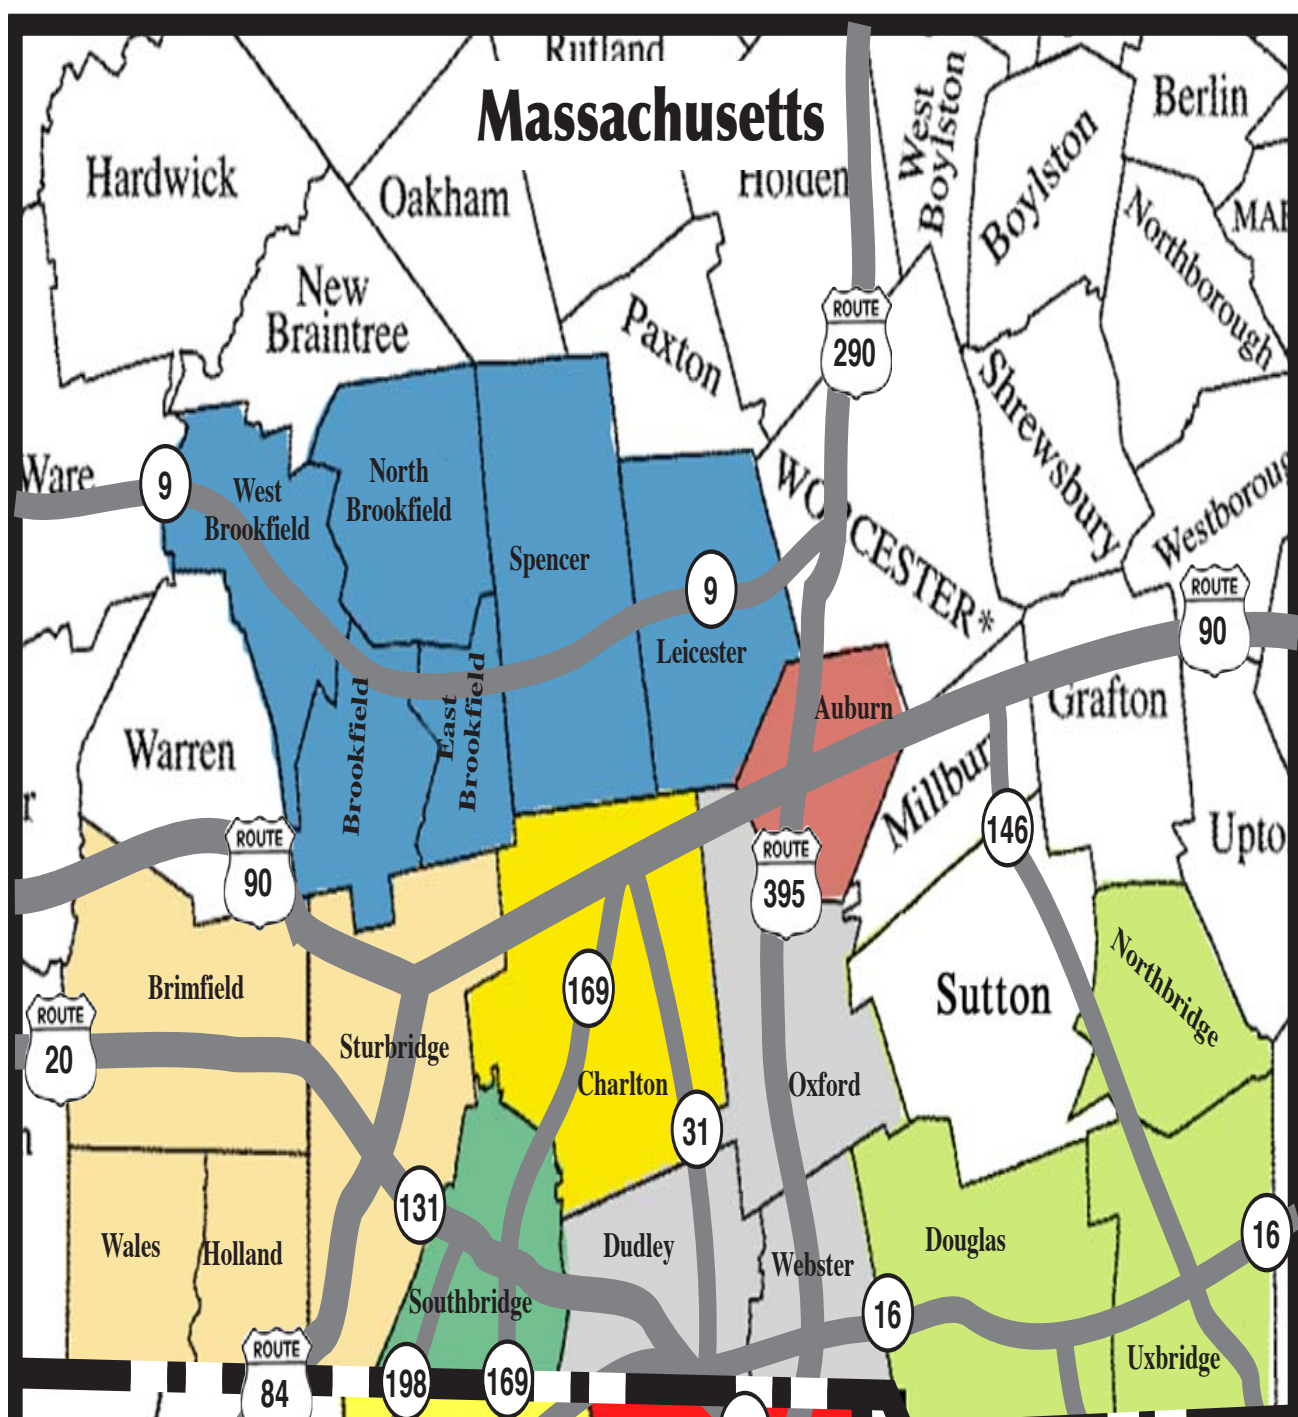 Rutland
Massachusetts
West
Boylston
Berlin
Boylston
Hardwick
Oakham
Holden
Northborough
New
Braintree
Paxton
ROUTE
290
Shrewsbury
Ware
9
West
Brookfield
North
Brookfield
Spencer
9
Leicester
WORCESTER*
Westboroug
ROUTE
90
Auburn
Grafton
Warren
Brookfield
East
Brookfield
Millbur
146
Upto
ROUTE
90
ROUTE
395
Brimfield
169
Sutton
Northbridge
ROUTE
20
Sturbridge
Charlton
31
Oxford
131
Wales
Holland
Dudley
Webster
Douglas
16
Southbridge
16
Uxbridge
ROUTE
84
198
169